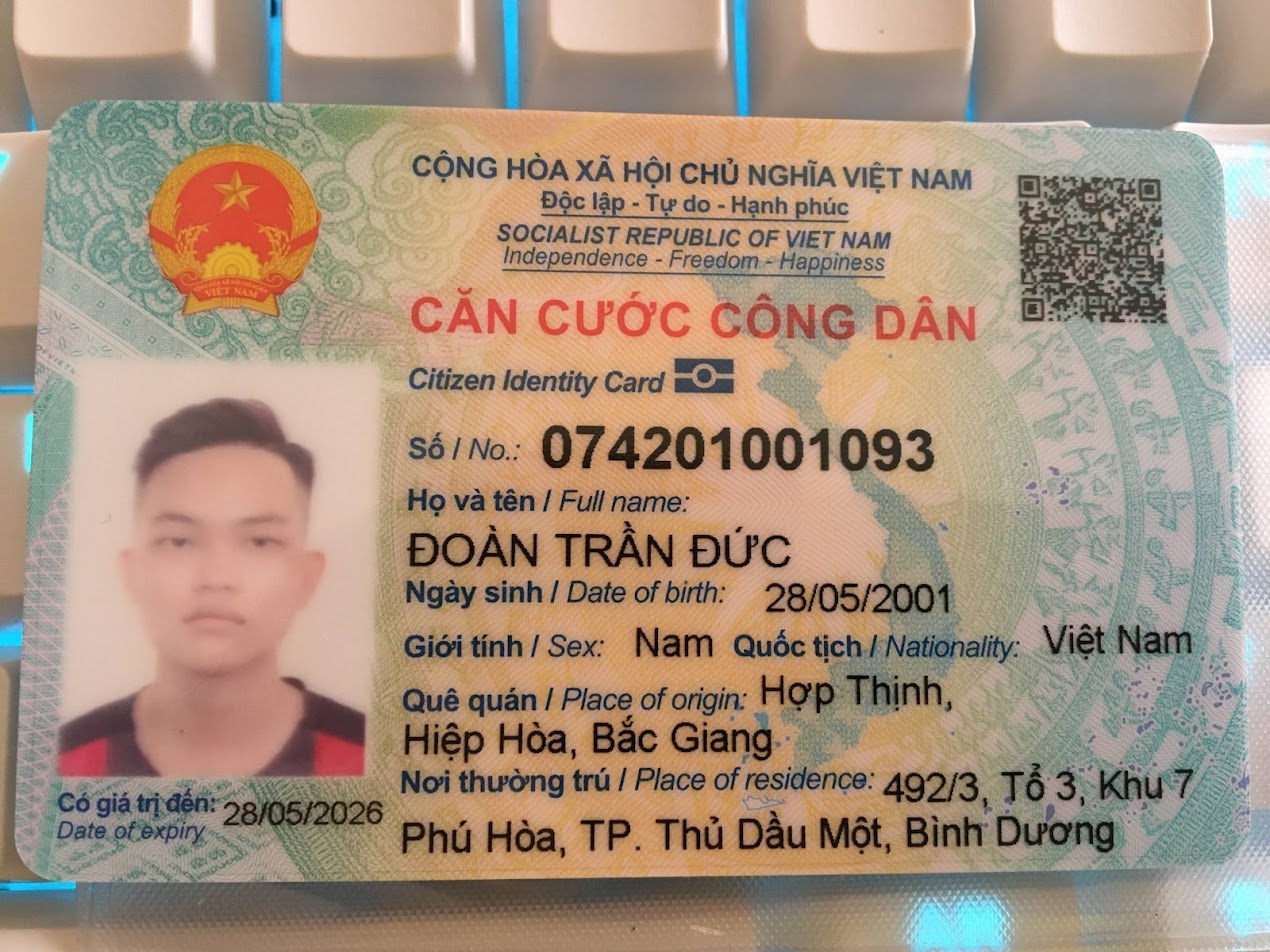 CỘNG HÒA XÃ HỘI CHỦ NGHĨA VIỆT NAM
Độc lập - Tự do - Hạnh phúc
SOCIALIST REPUBLIC OF VIET NAM
Independence - Freedom - Happiness
CĂN CƯỚC CÔNG DÂN
Citizen Identity Card
Số / No.: 074201001093
Họ và tên / Full name:
ĐOÀN TRẦN ĐỨC
Ngày sinh / Date of birth: 28/05/2001
Giới tính / Sex: Nam Quốc tịch / Nationality: Việt Nam
Quê quán / Place of origin: Hợp Thịnh,
Hiệp Hòa, Bắc Giang
Nơi thường trú / Place of residence: 492/3, Tổ 3, Khu 7
Phú Hòa, TP. Thủ Dầu Một, Bình Dương
Có giá trị đến: 28/05/2026
Date of expiry
VIỆT NAM